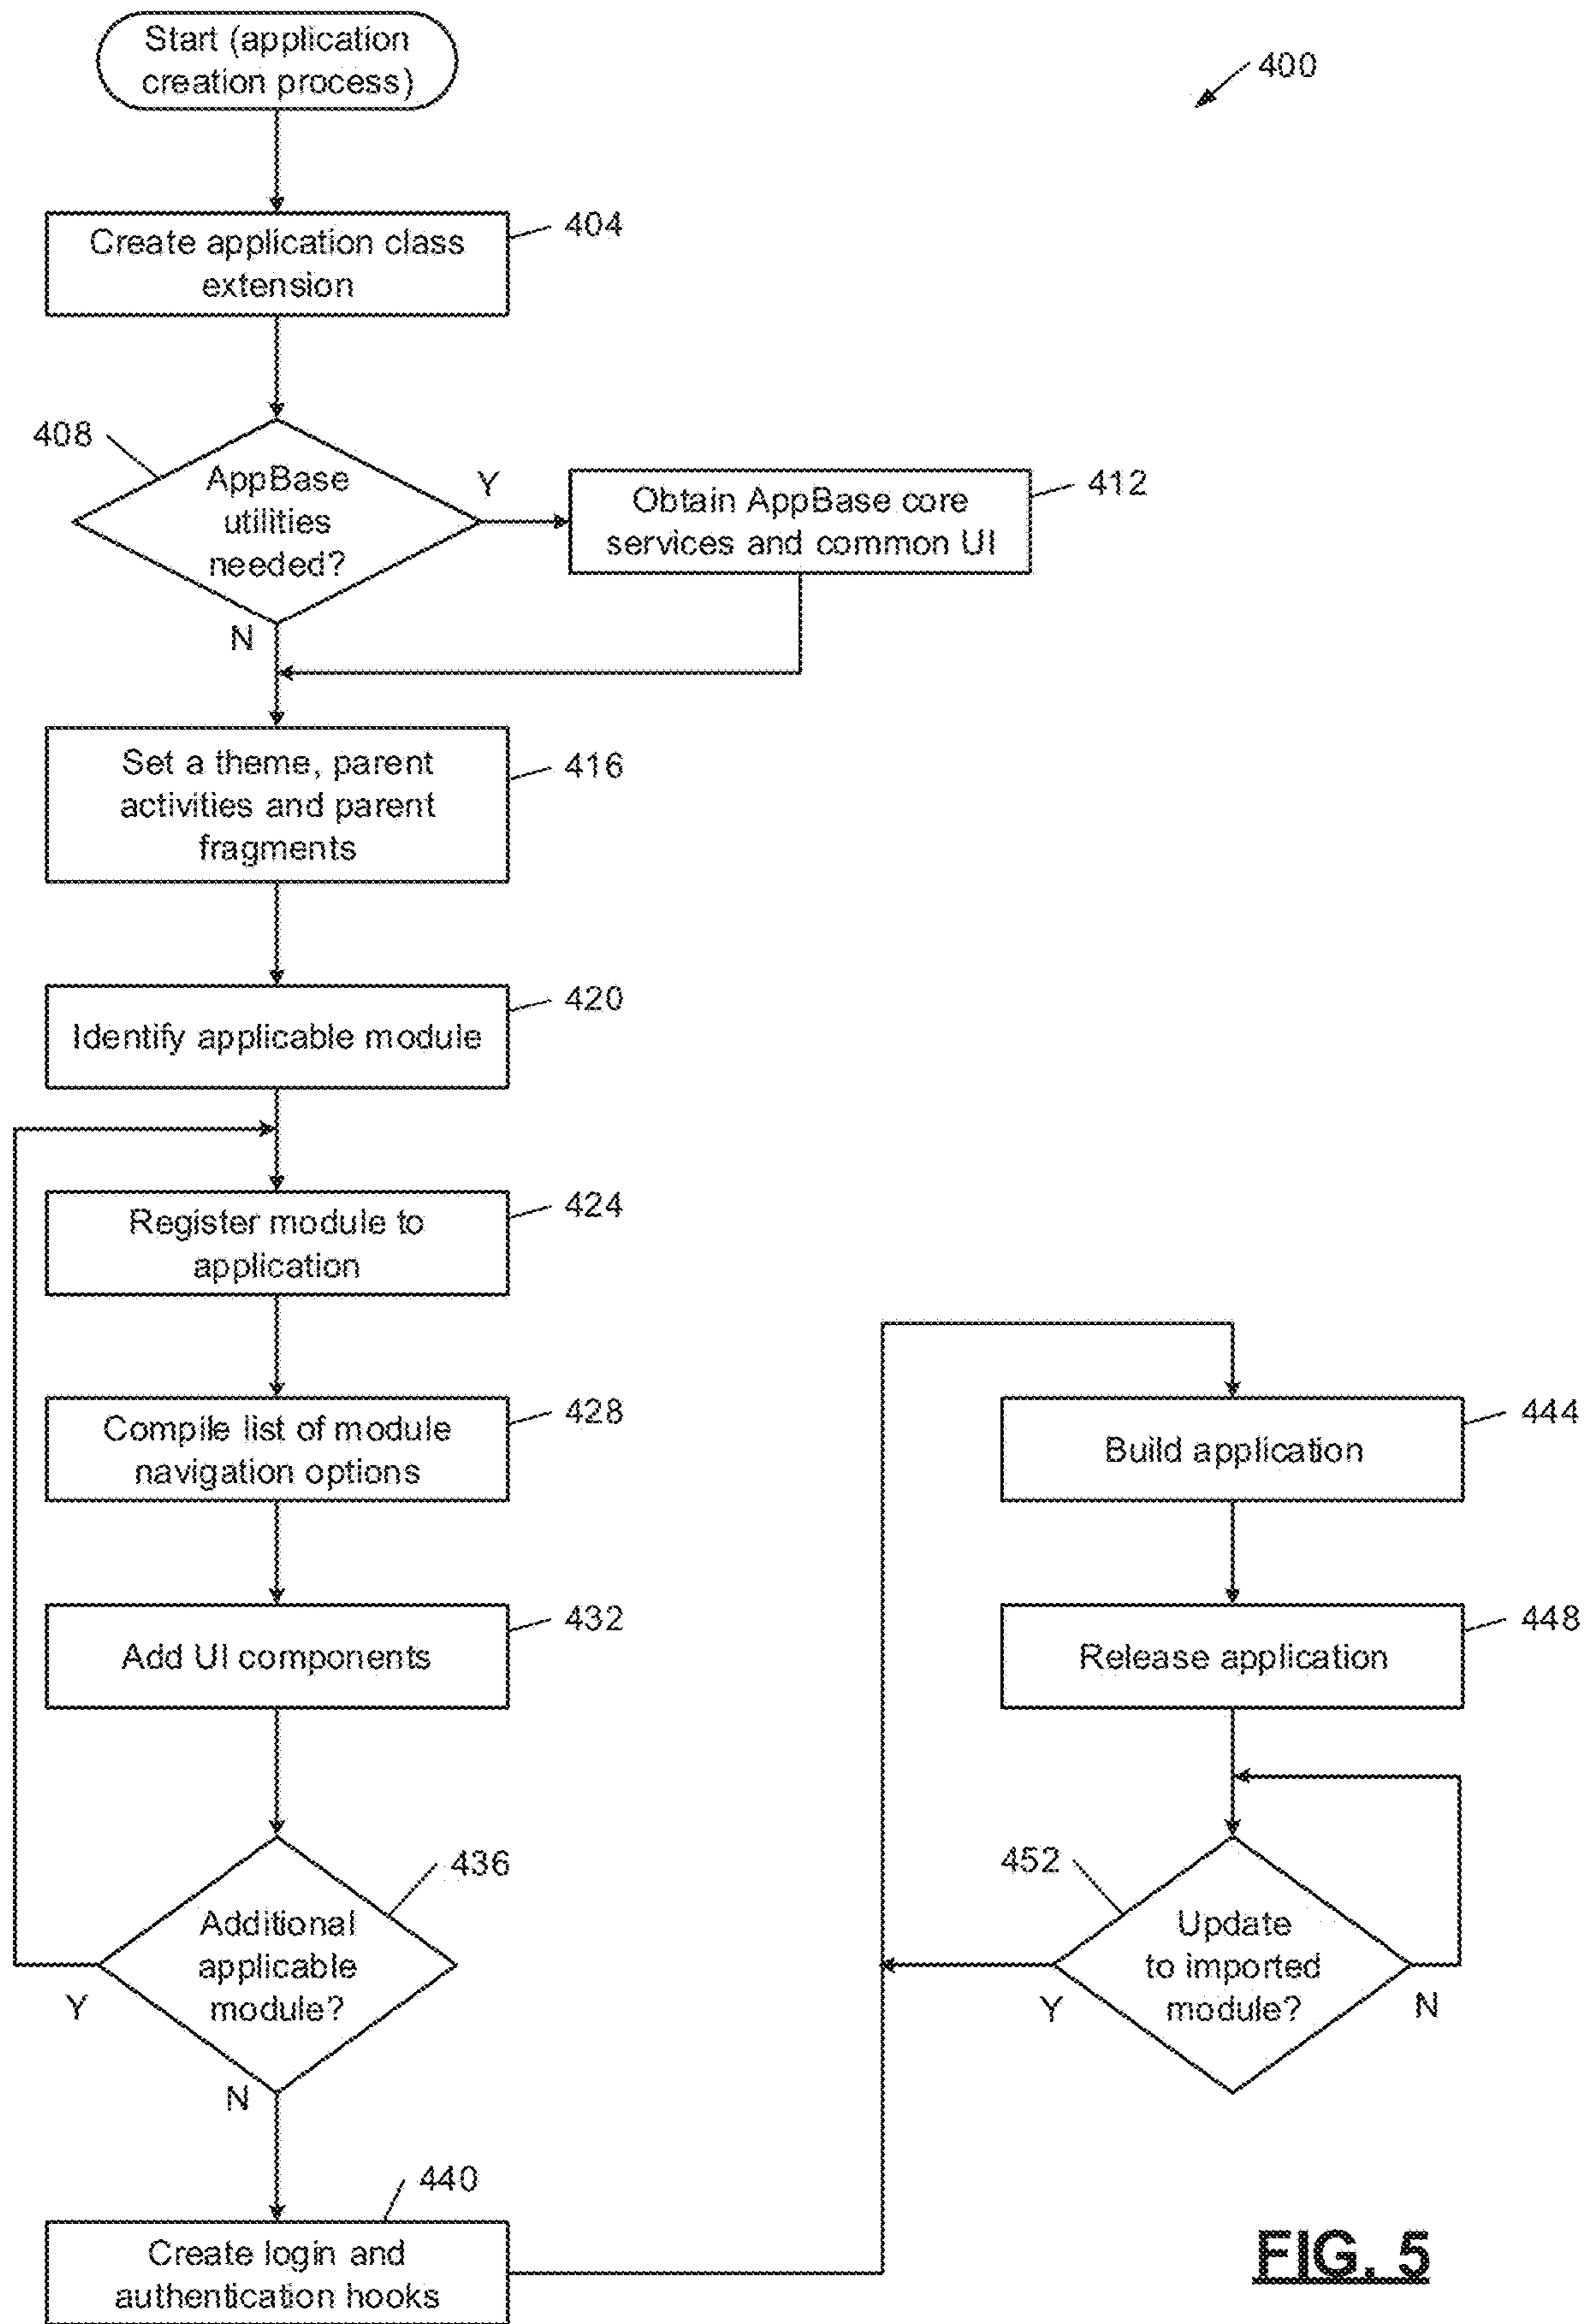 Start (application
creation process)
400
Create application class
extension
404
408
AppBase
utilities
needed?
Y
N
Obtain AppBase core
services and common UI
412
Set a theme, parent
activities and parent
fragments
416
Identify applicable module
420
Register module to
application
424
Compile list of module
navigation options
428
Add UI components
432
Additional
applicable
module?
436
Y
N
Create login and
authentication hooks
440
Build application
444
Release application
448
452
Update
to imported
module?
Y
N
FIG. 5